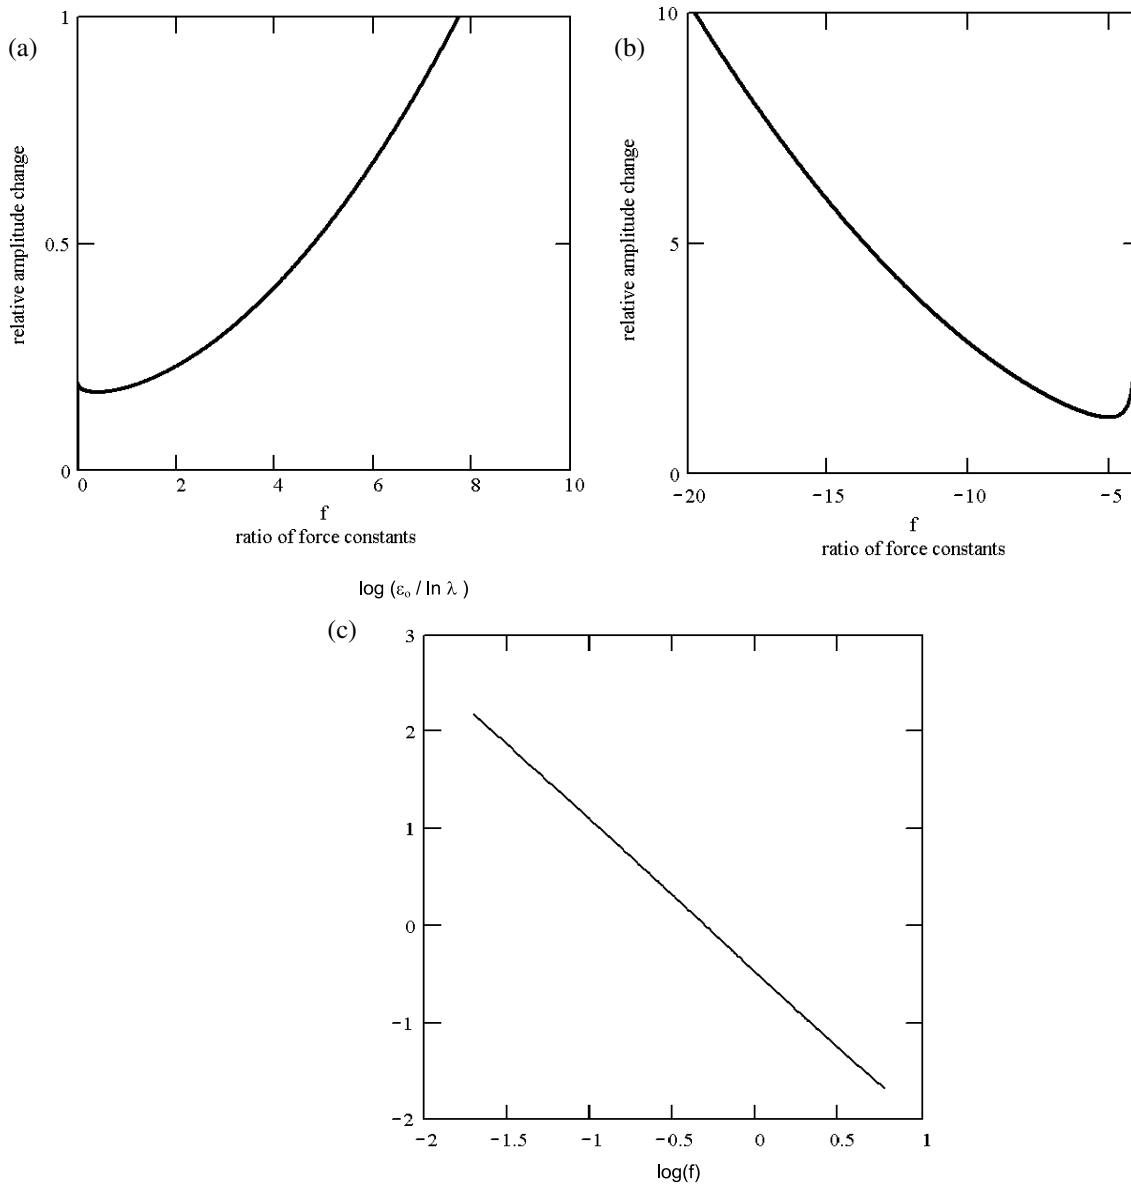 (a)
1
relative amplitude change
0.5
0
0 2 4 6 8 10
f
ratio of force constants
(b)
10
relative amplitude change
5
0
−20 −15 −10 −5
f
ratio of force constants
log (εₒ / ln λ )
(c)
3
2
1
0
−1
−2
−2 −1.5 −1 −0.5 0 0.5 1
log(f)